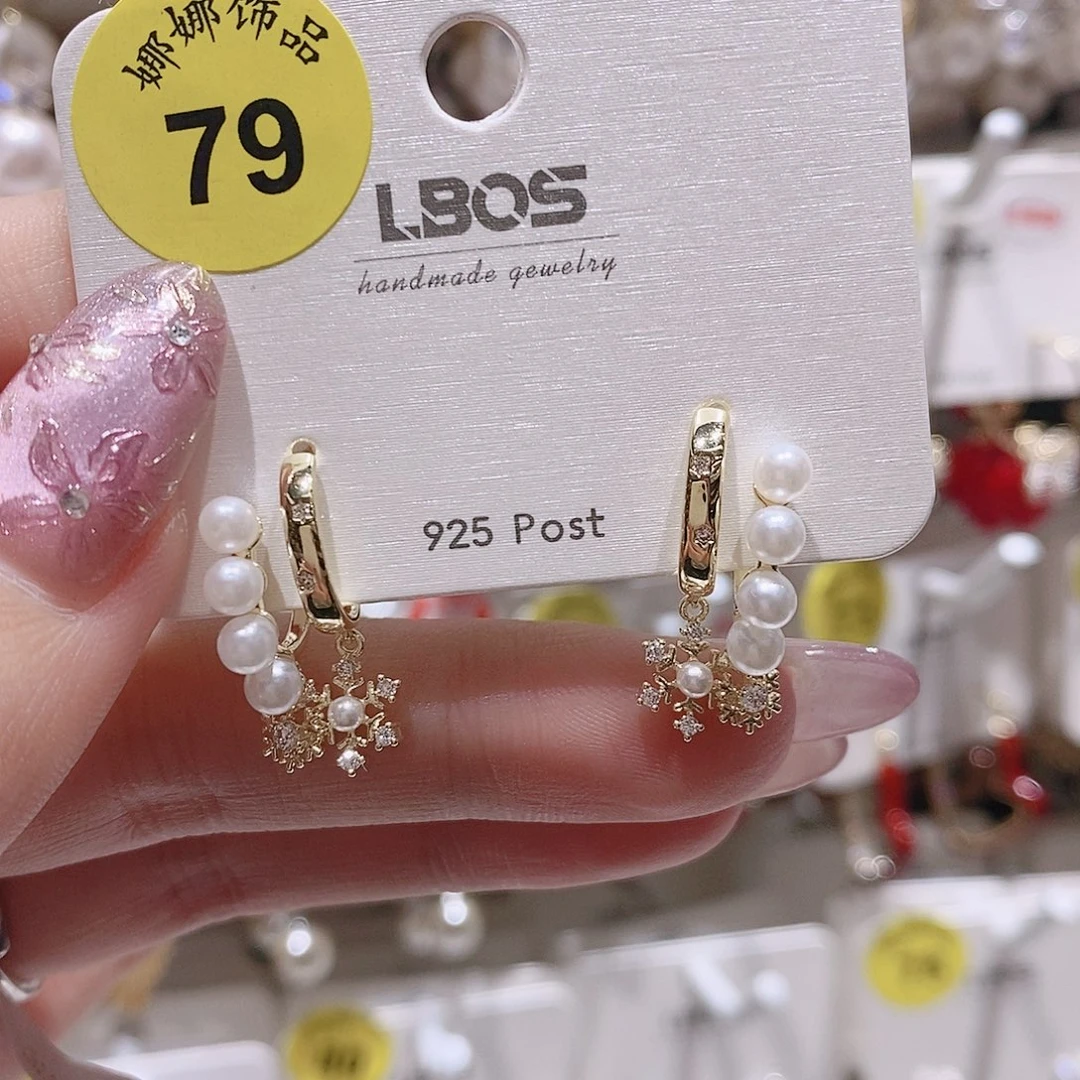 娜娜饰品
79
LBOS
handmade gewelry
925 Post